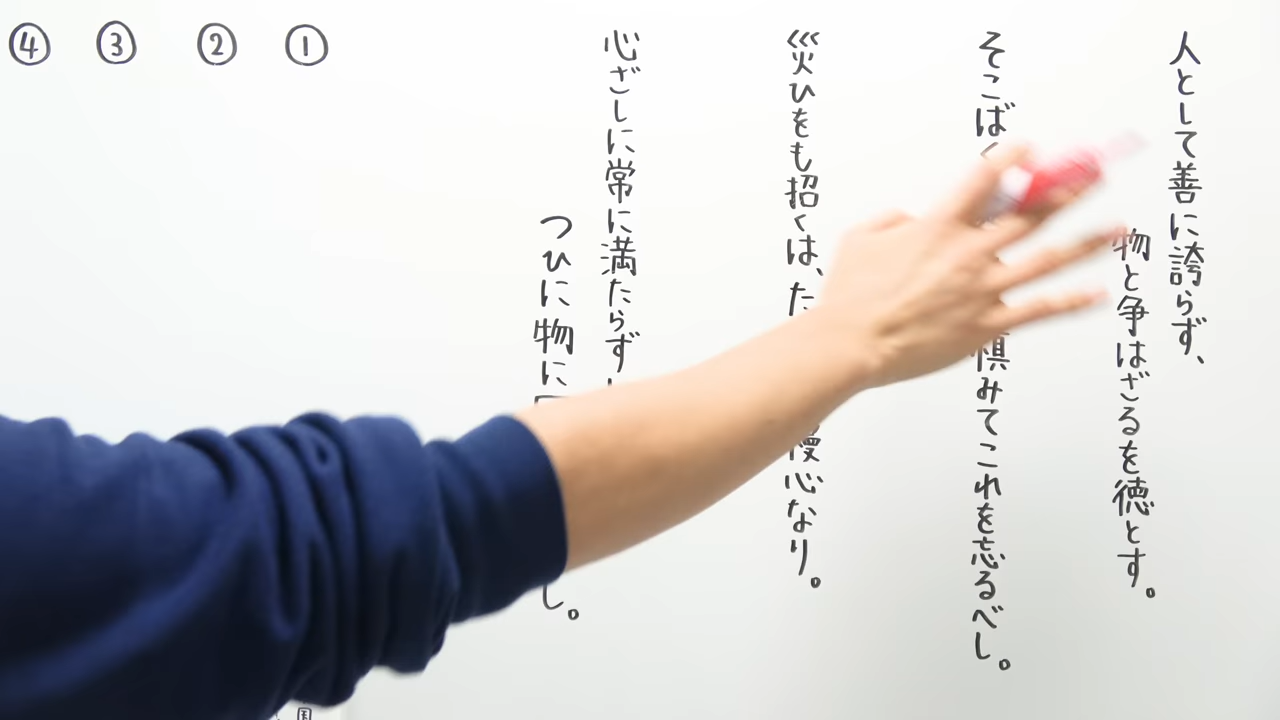 人として善に誇らず、
物と争はざるを徳とす。
そこばく
慎みてこれを忘るべし。
災ひをも招くは、た
慢心なり。
心ざしに常に満たらず
つひに物に
し。
①
②
③
④